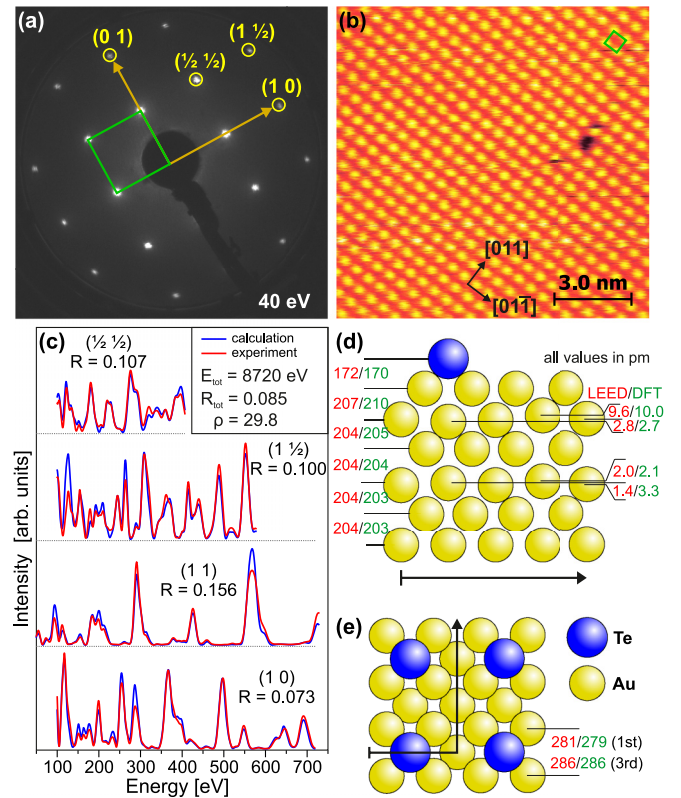 (a)
(0 1)
(1 ½)
(½ ½)
(1 0)
40 eV
(b)
[011]
[011̅]
3.0 nm
(c)
(½ ½)
R = 0.107
calculation
experiment
E_tot = 8720 eV
R_tot = 0.085
ρ = 29.8
(1 ½)
R = 0.100
(1 1)
R = 0.156
(1 0)
R = 0.073
Intensity [arb. units]
100 200 300 400 500 600 700
Energy [eV]
(d)
all values in pm
172/170
207/210
204/205
204/204
204/203
204/203
LEED/DFT
9.6/10.0
2.8/2.7
2.0/2.1
1.4/3.3
(e)
Te
Au
281/279 (1st)
286/286 (3rd)